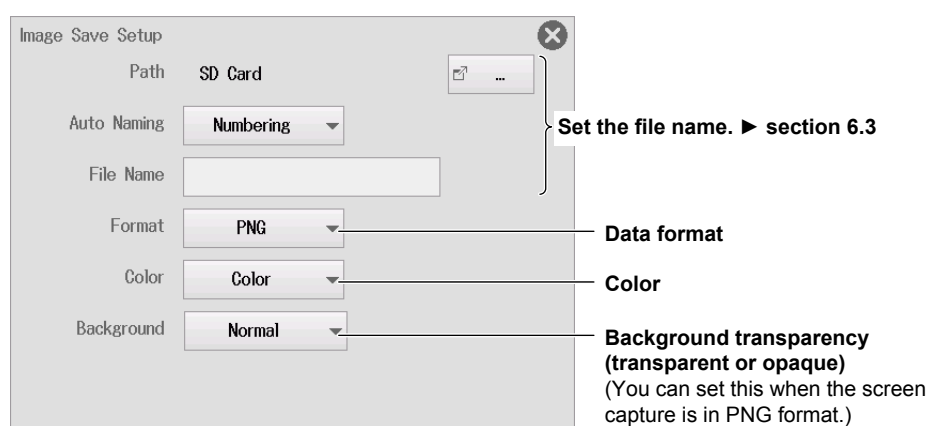 Image Save Setup
Path SD Card ...
Set the file name. ► section 6.3
Auto Naming Numbering
File Name
Format PNG
Data format
Color Color
Color
Background Normal
Background transparency
(transparent or opaque)
(You can set this when the screen
capture is in PNG format.)